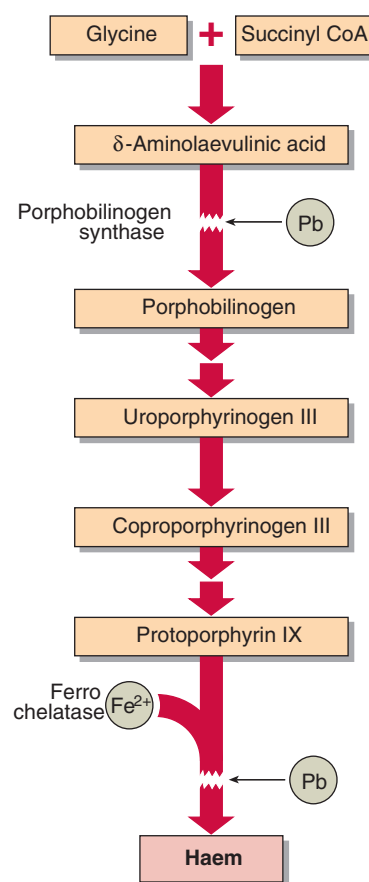 Glycine + Succinyl CoA
δ-Aminolaevulinic acid
Porphobilinogen
synthase
Pb
Porphobilinogen
Uroporphyrinogen III
Coproporphyrinogen III
Protoporphyrin IX
Ferro
chelatase
Fe²⁺
Pb
Haem